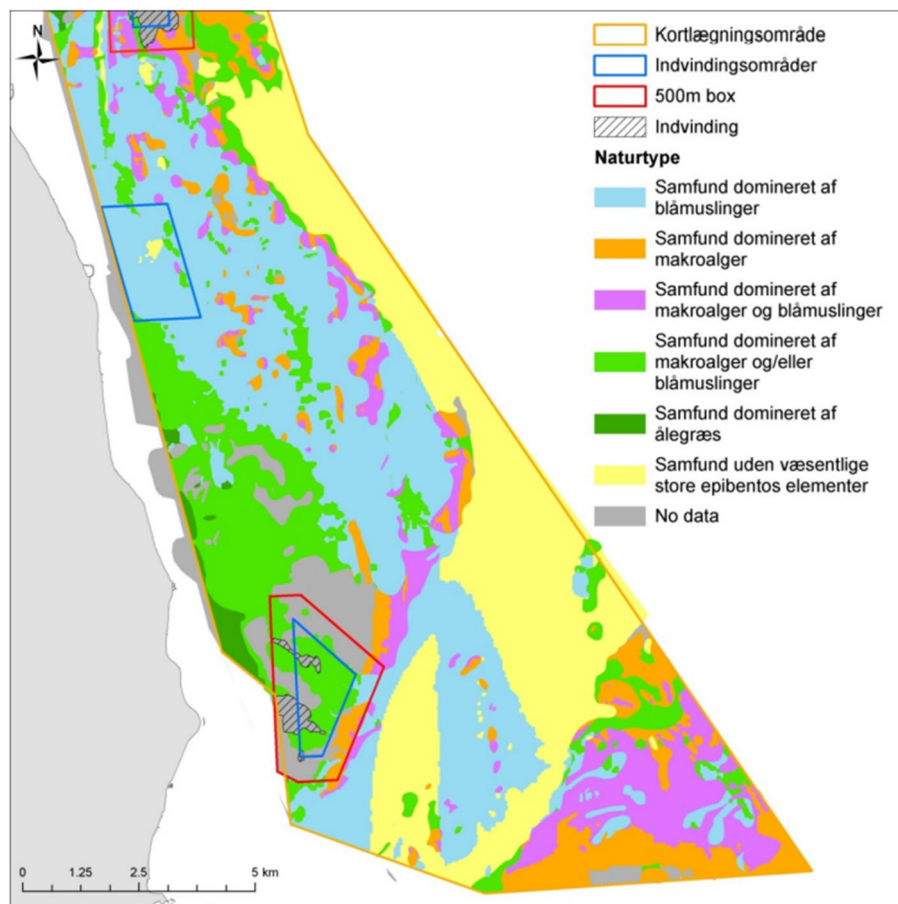 N
Kortlægningsområde
Indvindingsområder
500m box
Indvinding
Naturtype
Samfund domineret af
blåmuslinger
Samfund domineret af
makroalger
Samfund domineret af
makroalger og blåmuslinger
Samfund domineret af
makroalger og/eller
blåmuslinger
Samfund domineret af
ålegræs
Samfund uden væsentlige
store epibentos elementer
No data
0 1.25 2.5 5 km